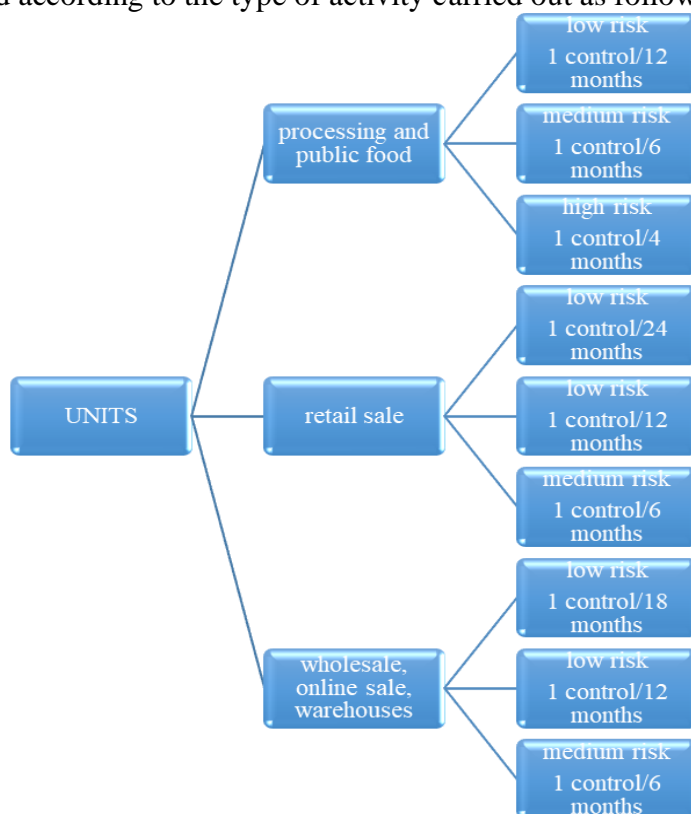 d according to the type of activity carried out as follow
low risk
1 control/12
months
medium risk
1 control/6
months
high risk
1 control/4
months
processing and
public food
low risk
1 control/24
months
low risk
1 control/12
months
medium risk
1 control/6
months
UNITS
retail sale
low risk
1 control/18
months
low risk
1 control/12
months
medium risk
1 control/6
months
wholesale,
online sale,
warehouses